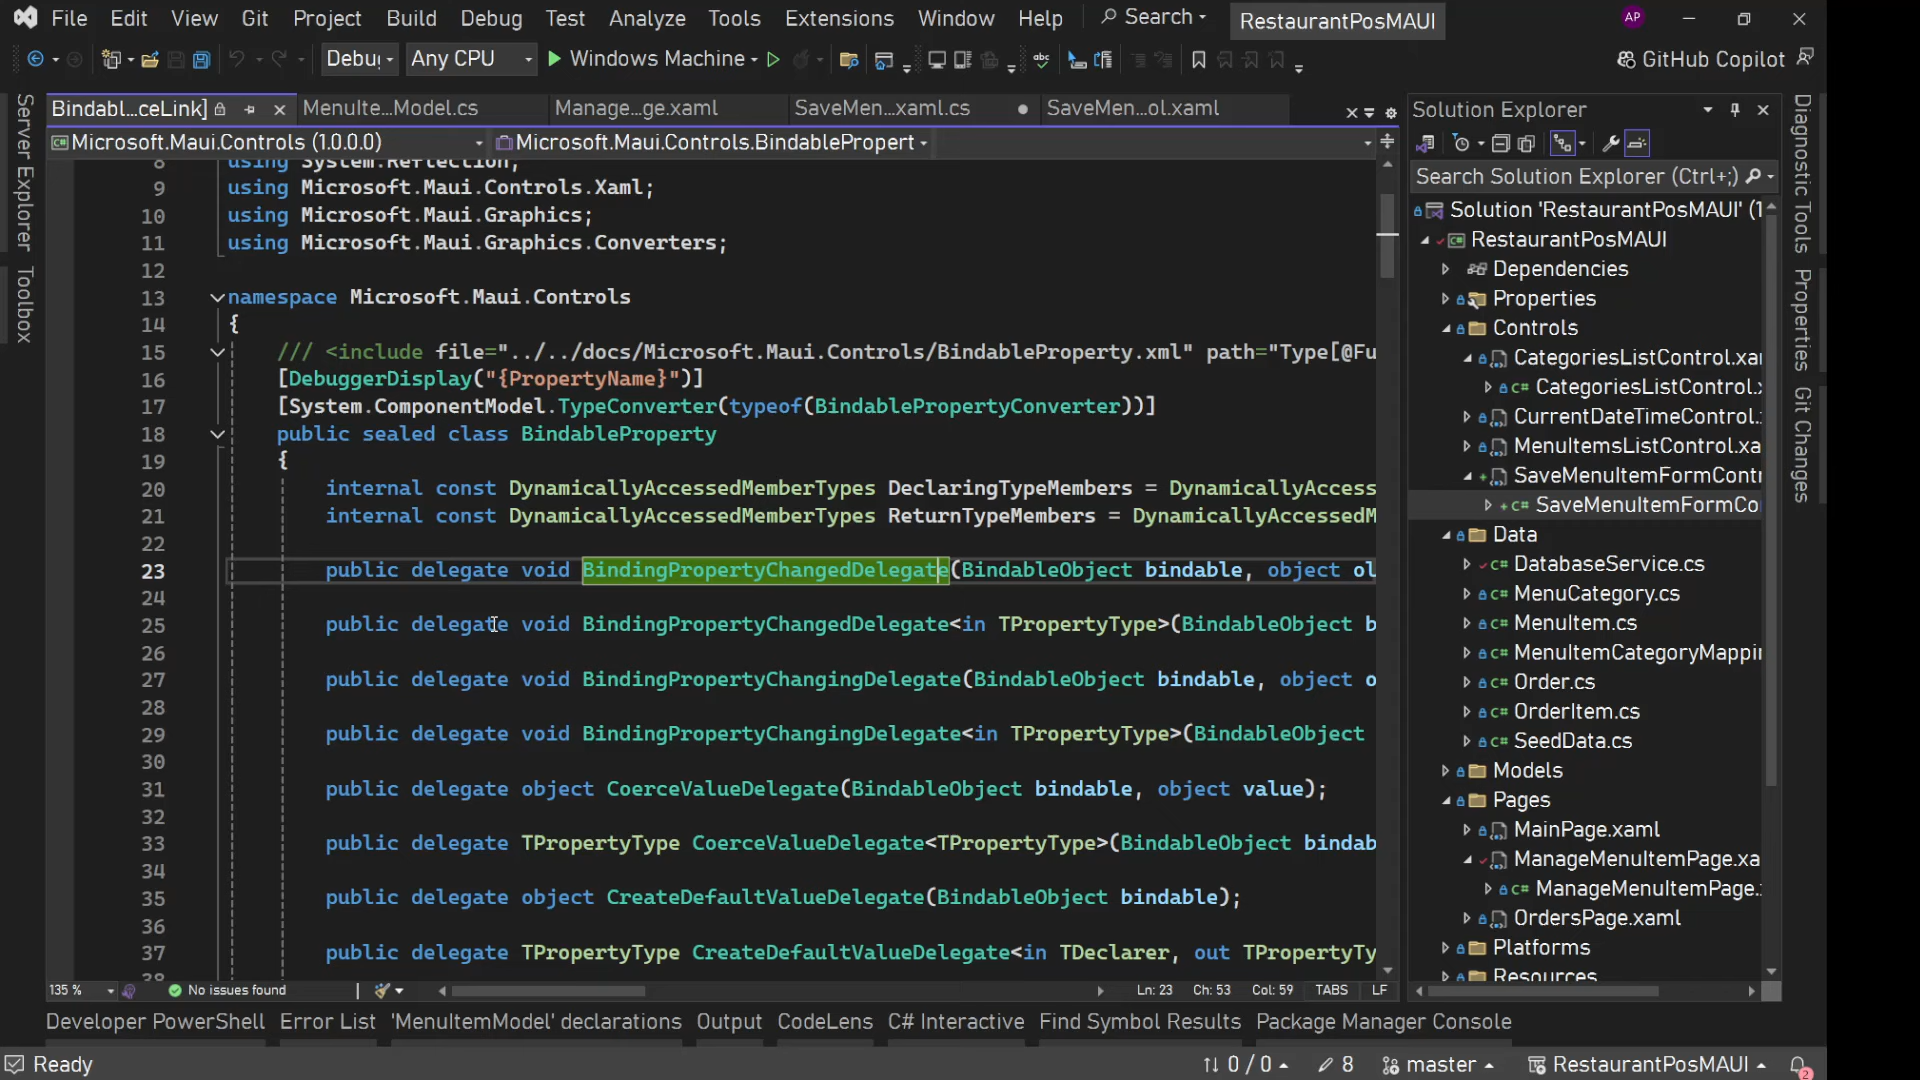 File Edit View Git Project Build Debug Test Analyze Tools Extensions Window Help Search RestaurantPosMAUI AP
Debu Any CPU Windows Machine GitHub Copilot
Bindabl...ceLink] MenuIte...Model.cs Manage...ge.xaml SaveMen...xaml.cs SaveMen...ol.xaml
Microsoft.Maui.Controls (1.0.0.0) Microsoft.Maui.Controls.BindablePropert
8 using System.Reflection;
9 using Microsoft.Maui.Controls.Xaml;
10 using Microsoft.Maui.Graphics;
11 using Microsoft.Maui.Graphics.Converters;
12
13 namespace Microsoft.Maui.Controls
14 {
15 /// <include file="../../docs/Microsoft.Maui.Controls/BindableProperty.xml" path="Type[@Fu
16 [DebuggerDisplay("{PropertyName}")]
17 [System.ComponentModel.TypeConverter(typeof(BindablePropertyConverter))]
18 public sealed class BindableProperty
19 {
20 internal const DynamicallyAccessedMemberTypes DeclaringTypeMembers = DynamicallyAccess
21 internal const DynamicallyAccessedMemberTypes ReturnTypeMembers = DynamicallyAccessedM
22
23 public delegate void BindingPropertyChangedDelegate(BindableObject bindable, object ol
24
25 public delegate void BindingPropertyChangedDelegate<in TPropertyType>(BindableObject b
26
27 public delegate void BindingPropertyChangingDelegate(BindableObject bindable, object o
28
29 public delegate void BindingPropertyChangingDelegate<in TPropertyType>(BindableObject
30
31 public delegate object CoerceValueDelegate(BindableObject bindable, object value);
32
33 public delegate TPropertyType CoerceValueDelegate<TPropertyType>(BindableObject bindab
34
35 public delegate object CreateDefaultValueDelegate(BindableObject bindable);
36
37 public delegate TPropertyType CreateDefaultValueDelegate<in TDeclarer, out TPropertyTy
38
135 % No issues found Ln: 23 Ch: 53 Col: 59 TABS LF
Server Explorer
Toolbox
Solution Explorer
Search Solution Explorer (Ctrl+;)
Solution 'RestaurantPosMAUI' (1
RestaurantPosMAUI
Dependencies
Properties
Controls
CategoriesListControl.xa
CategoriesListControl.x
CurrentDateTimeControl.x
MenuItemsListControl.xa
SaveMenuItemFormContr
SaveMenuItemFormCo
Data
DatabaseService.cs
MenuCategory.cs
MenuItem.cs
MenuItemCategoryMappin
Order.cs
OrderItem.cs
SeedData.cs
Models
Pages
MainPage.xaml
ManageMenuItemPage.xa
ManageMenuItemPage.x
OrdersPage.xaml
Platforms
Resources
Diagnostic Tools
Properties
Git Changes
Developer PowerShell Error List 'MenuItemModel' declarations Output CodeLens C# Interactive Find Symbol Results Package Manager Console
Ready 0 / 0 8 master RestaurantPosMAUI 2